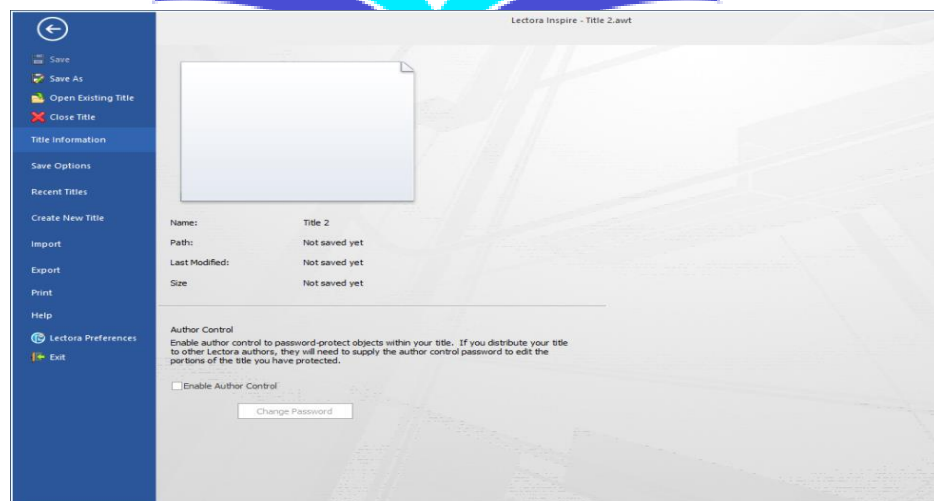 Lectora Inspire - Title 2.awt
Save
Save As
Open Existing Title
Close Title
Title Information
Save Options
Recent Titles
Create New Title
Import
Export
Print
Help
Lectora Preferences
Exit
Name: Title 2
Path: Not saved yet
Last Modified: Not saved yet
Size Not saved yet
Author Control
Enable author control to password-protect objects within your title. If you distribute your title
to other Lectora authors, they will need to supply the author control password to edit the
portions of the title you have protected.
Enable Author Control
Change Password